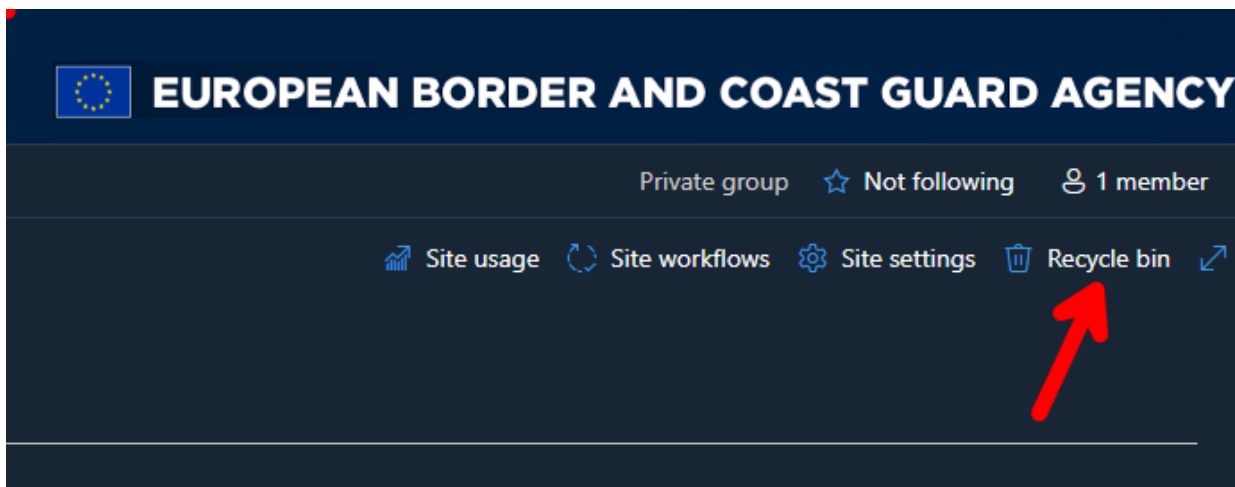 EUROPEAN BORDER AND COAST GUARD AGENCY
Private group Not following 1 member
Site usage Site workflows Site settings Recycle bin